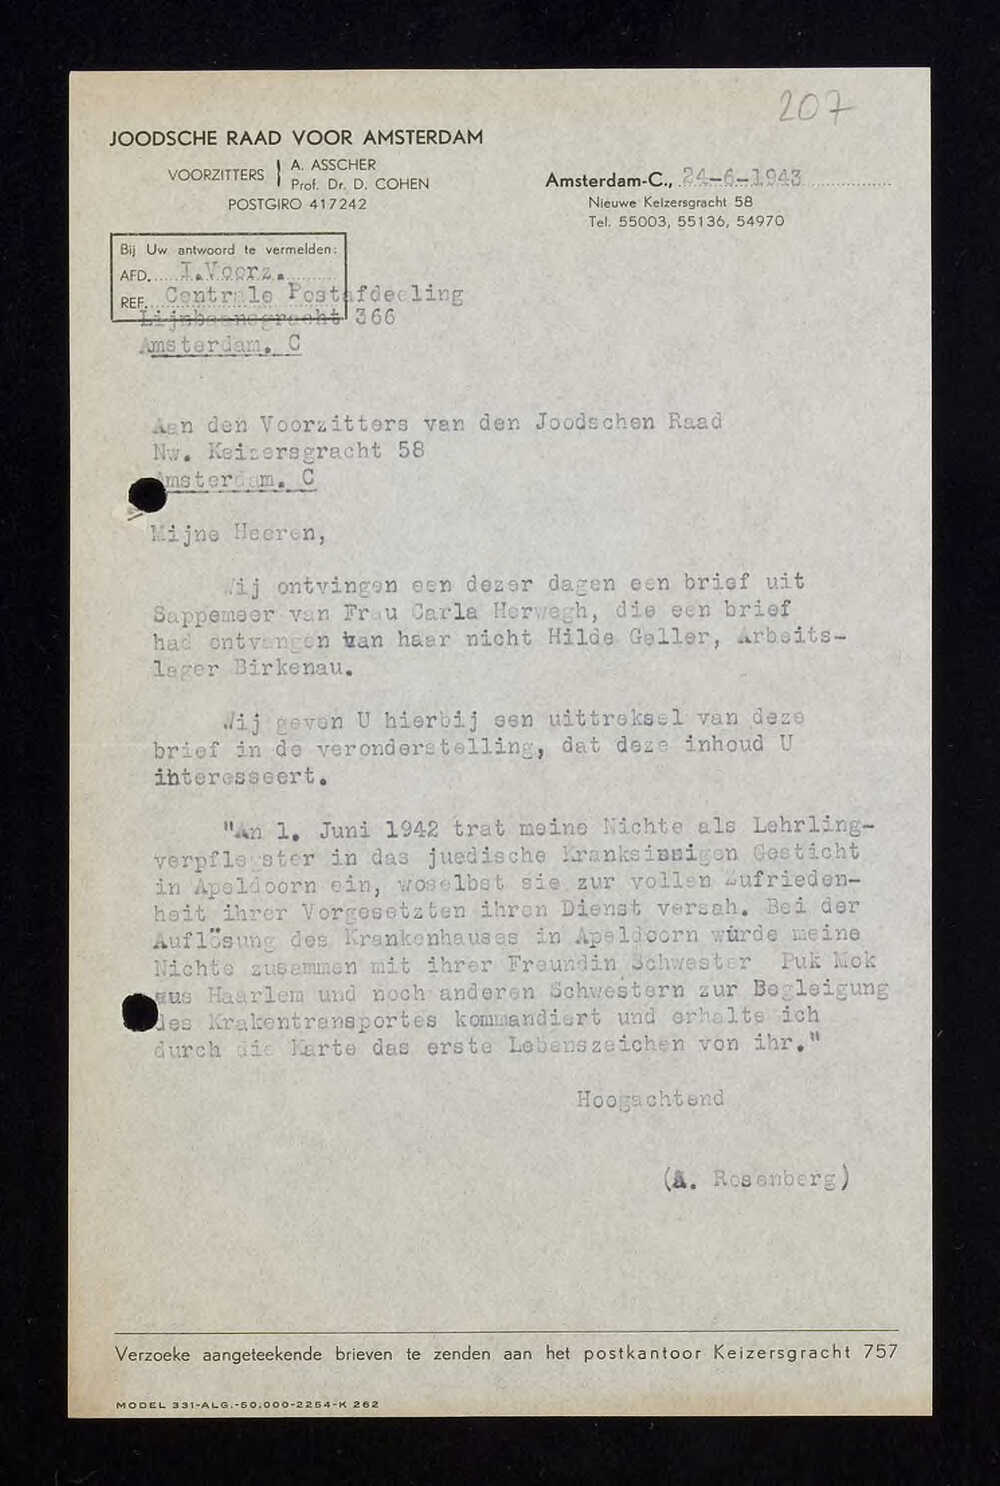 207
JOODSCHE RAAD VOOR AMSTERDAM
VOORZITTERS A. ASSCHER
Prof. Dr. D. COHEN
POSTGIRO 417242
Amsterdam-C., 24-6-1943
Nieuwe Keizersgracht 58
Tel. 55003, 55136, 54970
Bij Uw antwoord te vermelden:
AFD. I.Voorz.
REF. Centrale Postafdeeling
Lijnbaansgracht 366
Amsterdam. C
Aan den Voorzitters van den Joodschen Raad
Nw. Keizersgracht 58
Amsterdam. C
Mijne Heeren,
Wij ontvingen een dezer dagen een brief uit
Sappemeer van Frau Carla Herwegh, die een brief
had ontvangen van haar nicht Hilde Geller, Arbeits-
lager Birkenau.
Wij geven U hierbij een uittreksel van deze
brief in de veronderstelling, dat deze inhoud U
interesseert.
"An 1. Juni 1942 trat meine Nichte als Lehrling-
verpflegster in das juedische Kranksinnigen Gesticht
in Apeldoorn ein, woselbst sie zur vollen Zufrieden-
heit ihrer Vorgesetzten ihren Dienst versah. Bei der
Auflösung des Krankenhauses in Apeldoorn würde meine
Nichte zusammen mit ihrer Freundin Schwester Puk Mok
aus Haarlem und noch anderen Schwestern zur Begleigung
des Krakentransportes kommandiert und erhalte ich
durch die Karte das erste Lebenszeichen von ihr."
Hoogachtend
(A. Rosenberg)
Verzoeke aangeteekende brieven te zenden aan het postkantoor Keizersgracht 757
MODEL 331-ALG.-50.000-2254-K 262